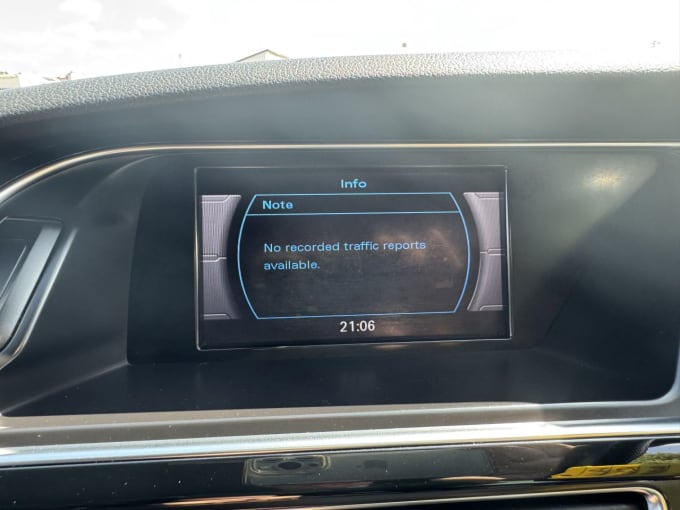 Info
Note
No recorded traffic reports
available.
21:06